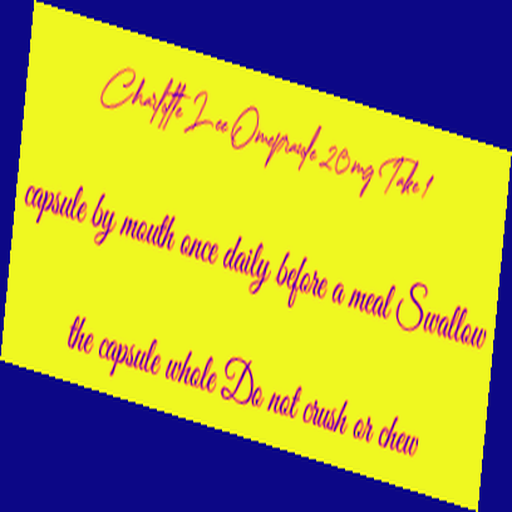 Charlotte Lee Omeprazole 20mg Take 1
capsule by mouth once daily before a meal Swallow
the capsule whole Do not crush or chew